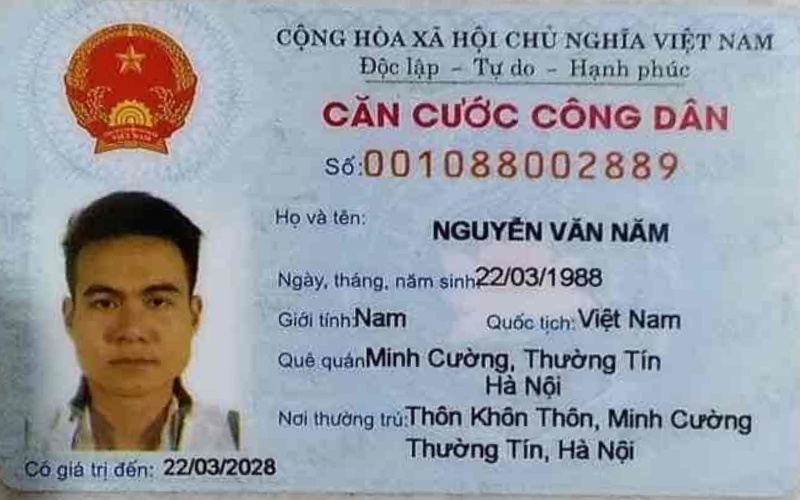 CỘNG HÒA XÃ HỘI CHỦ NGHĨA VIỆT NAM
Độc lập – Tự do – Hạnh phúc
CĂN CƯỚC CÔNG DÂN
Số:001088002889
Họ và tên:
NGUYỄN VĂN NĂM
Ngày, tháng, năm sinh:22/03/1988
Giới tính:Nam Quốc tịch: Việt Nam
Quê quán Minh Cường, Thường Tín
Hà Nội
Nơi thường trú:Thôn Khôn Thôn, Minh Cường
Thường Tín, Hà Nội
Có giá trị đến: 22/03/2028